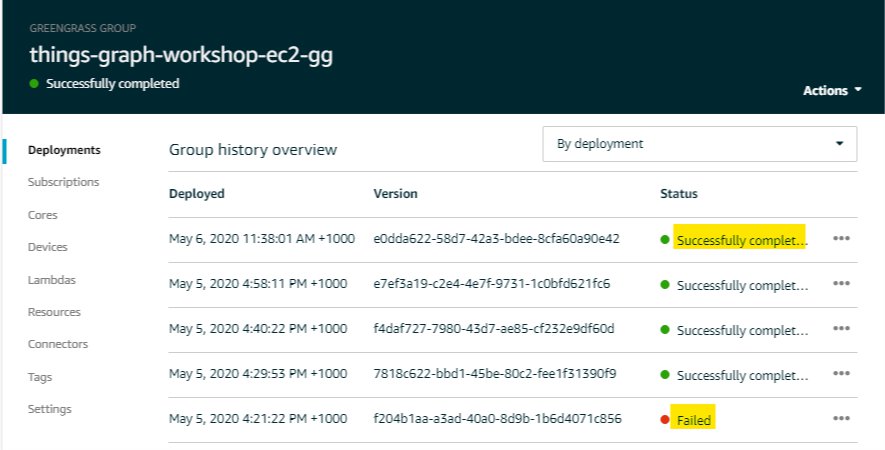 GREENGRASS GROUP
things-graph-workshop-ec2-gg
Successfully completed
Actions
Deployments
Subscriptions
Cores
Devices
Lambdas
Resources
Connectors
Tags
Settings
Group history overview
By deployment
Deployed Version Status
May 6, 2020 11:38:01 AM +1000 e0dda622-58d7-42a3-bdee-8cfa60a90e42 Successfully complet...
May 5, 2020 4:58:11 PM +1000 e7ef3a19-c2e4-4e7f-9731-1c0bfd621fc6 Successfully complet...
May 5, 2020 4:40:22 PM +1000 f4daf727-7980-43d7-ae85-cf232e9df60d Successfully complet...
May 5, 2020 4:29:53 PM +1000 7818c622-bbd1-45be-80c2-fee1f31390f9 Successfully complet...
May 5, 2020 4:21:22 PM +1000 f204b1aa-a3ad-40a0-8d9b-1b6d4071c856 Failed